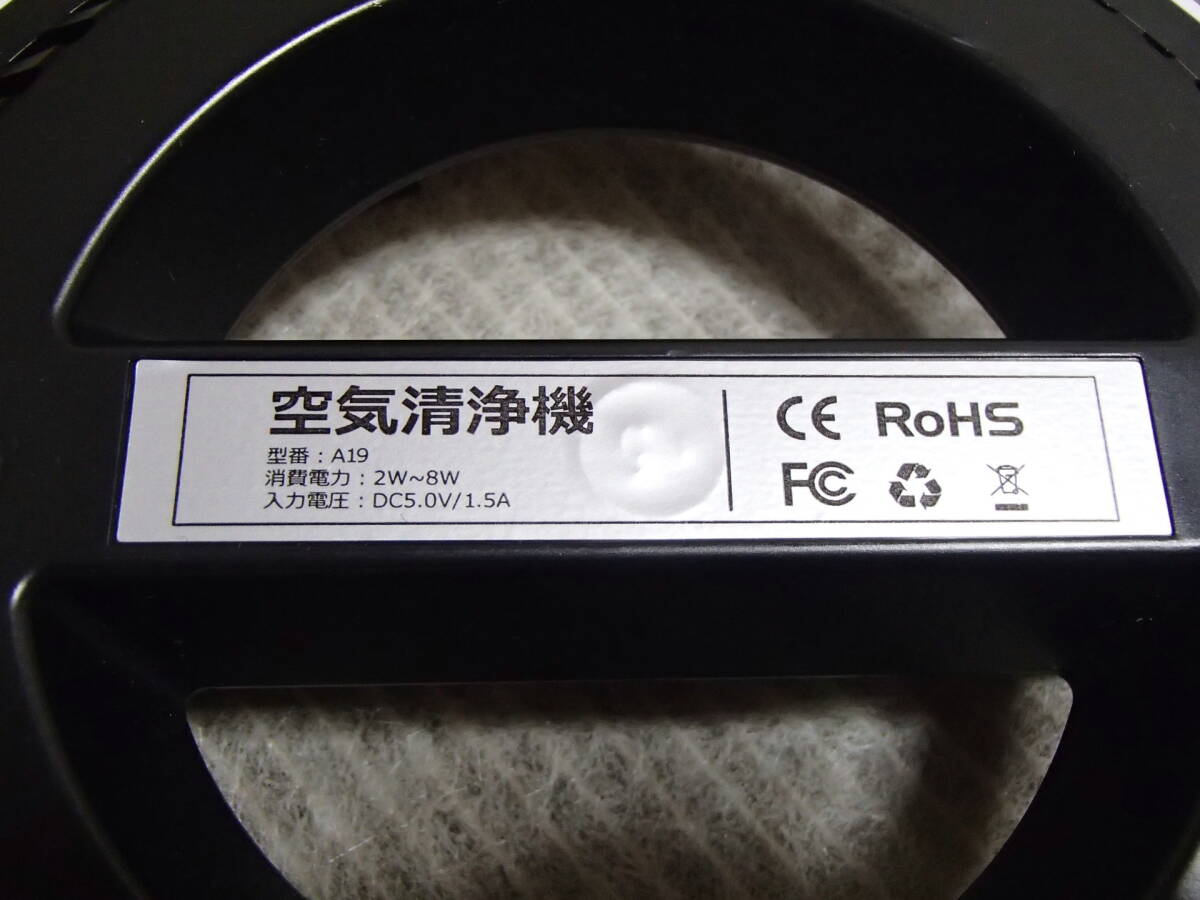 空気清浄機
型番：A19
消費電力：2W~8W
入力電圧：DC5.0V/1.5A
CE RoHS
FC